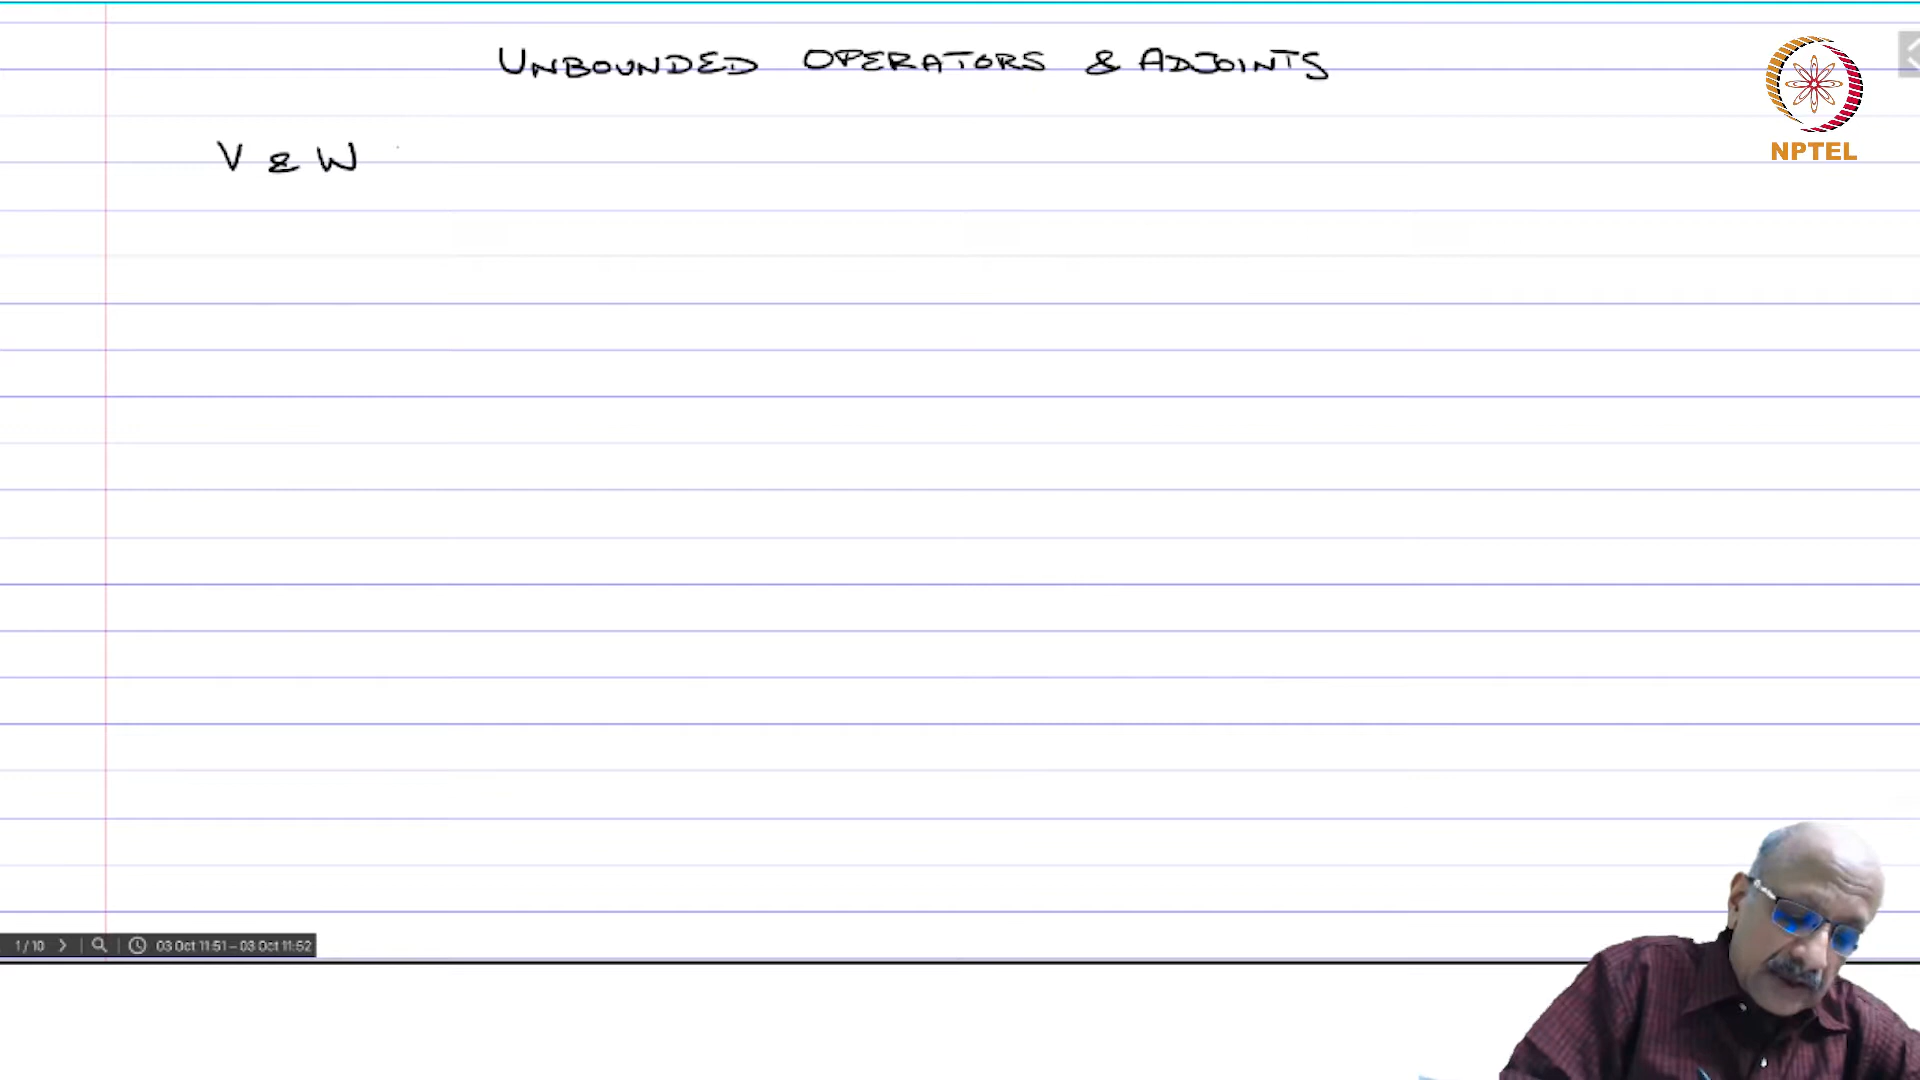 UNBOUNDED OPERATORS & ADJOINTS
NPTEL
V & W
1/10 03 Oct 11:51 – 03 Oct 11:52